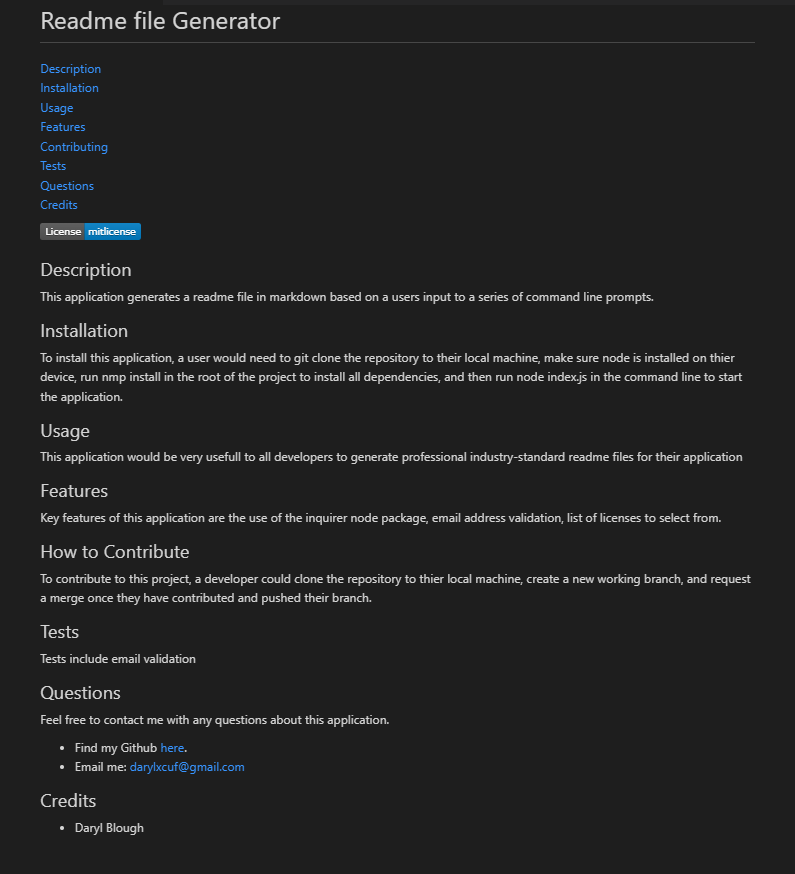 Readme file Generator
Description
Installation
Usage
Features
Contributing
Tests
Questions
Credits
License mitlicense
Description
This application generates a readme file in markdown based on a users input to a series of command line prompts.
Installation
To install this application, a user would need to git clone the repository to their local machine, make sure node is installed on thier
device, run nmp install in the root of the project to install all dependencies, and then run node index.js in the command line to start
the application.
Usage
This application would be very usefull to all developers to generate professional industry-standard readme files for their application
Features
Key features of this application are the use of the inquirer node package, email address validation, list of licenses to select from.
How to Contribute
To contribute to this project, a developer could clone the repository to thier local machine, create a new working branch, and request
a merge once they have contributed and pushed their branch.
Tests
Tests include email validation
Questions
Feel free to contact me with any questions about this application.
• Find my Github here.
• Email me: darylxcuf@gmail.com
Credits
• Daryl Blough